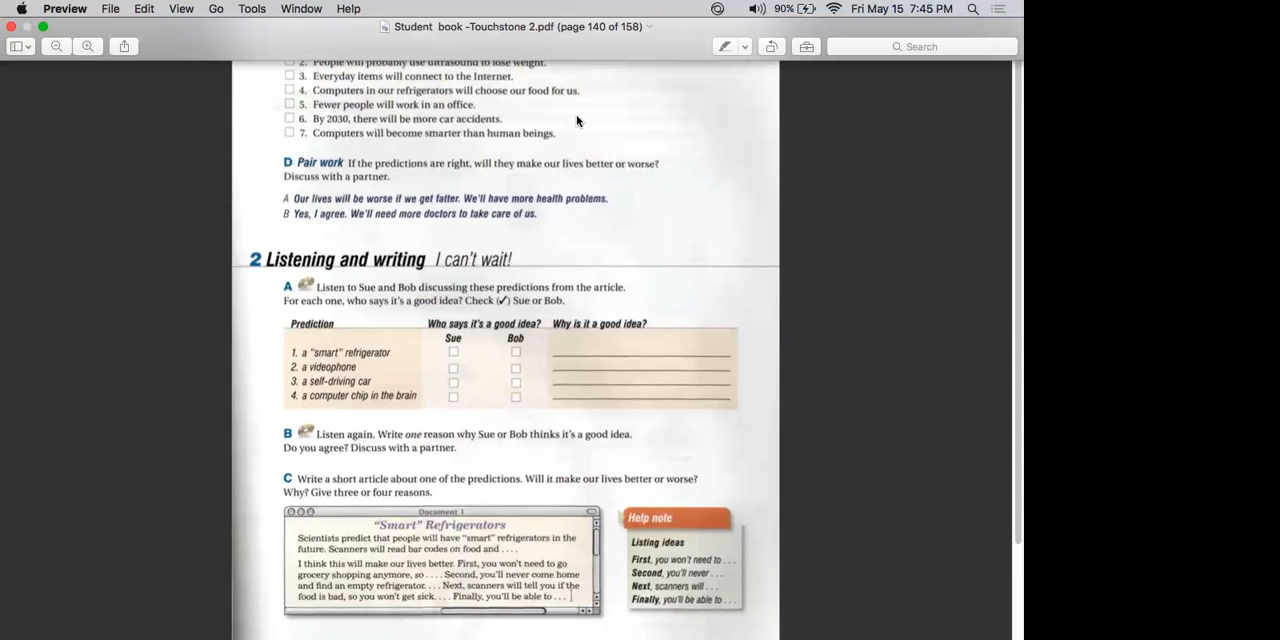 Preview File Edit View Go Tools Window Help 90% Fri May 15 7:45 PM
Student book -Touchstone 2.pdf (page 140 of 158)
Search
2. People will probably use ultrasound to lose weight.
3. Everyday items will connect to the Internet.
4. Computers in our refrigerators will choose our food for us.
5. Fewer people will work in an office.
6. By 2030, there will be more car accidents.
7. Computers will become smarter than human beings.
D Pair work If the predictions are right, will they make our lives better or worse?
Discuss with a partner.
A Our lives will be worse if we get fatter. We'll have more health problems.
B Yes, I agree. We'll need more doctors to take care of us.
2 Listening and writing I can't wait!
A Listen to Sue and Bob discussing these predictions from the article.
For each one, who says it's a good idea? Check (✓) Sue or Bob.
Prediction Who says it's a good idea? Why is it a good idea?
Sue Bob
1. a "smart" refrigerator
2. a videophone
3. a self-driving car
4. a computer chip in the brain
B Listen again. Write one reason why Sue or Bob thinks it's a good idea.
Do you agree? Discuss with a partner.
C Write a short article about one of the predictions. Will it make our lives better or worse?
Why? Give three or four reasons.
Document 1
"Smart" Refrigerators
Scientists predict that people will have "smart" refrigerators in the
future. Scanners will read bar codes on food and . . . .
I think this will make our lives better. First, you won't need to go
grocery shopping anymore, so . . . . Second, you'll never come home
and find an empty refrigerator. . . . Next, scanners will tell you if the
food is bad, so you won't get sick. . . . Finally, you'll be able to . . .
Help note
Listing ideas
First, you won't need to . . .
Second, you'll never . . .
Next, scanners will . . .
Finally, you'll be able to . . .